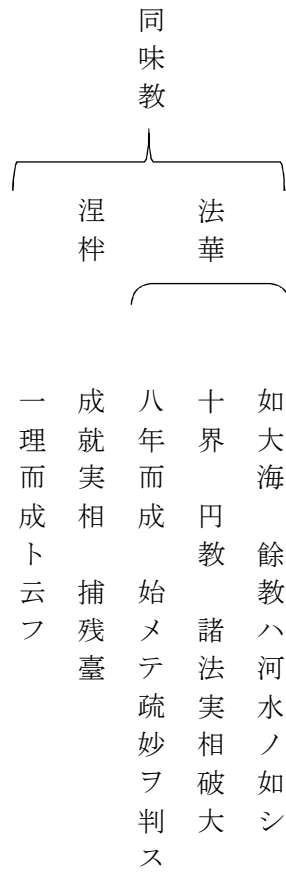 同味教
法華
涅槃
如大海　餘教ハ河水ノ如シ
十界　円教　諸法実相破大
八年而成　始メテ疏妙ヲ判ス
成就実相　捕残臺
一理而成ト云フ